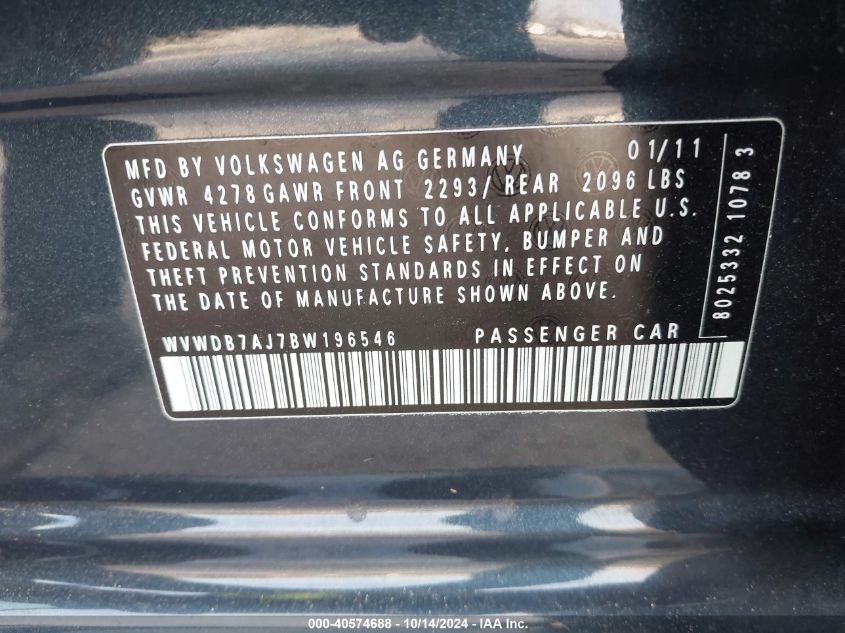 MFD BY VOLKSWAGEN AG GERMANY 01/11
GVWR 4278 GAWR FRONT 2293/ REAR 2096 LBS
THIS VEHICLE CONFORMS TO ALL APPLICABLE U.S.
FEDERAL MOTOR VEHICLE SAFETY, BUMPER AND
THEFT PREVENTION STANDARDS IN EFFECT ON
THE DATE OF MANUFACTURE SHOWN ABOVE.
WVWDB7AJ7BW196546 PASSENGER CAR
8025332 1078 3
000-40574688 - 10/14/2024 - IAA Inc.